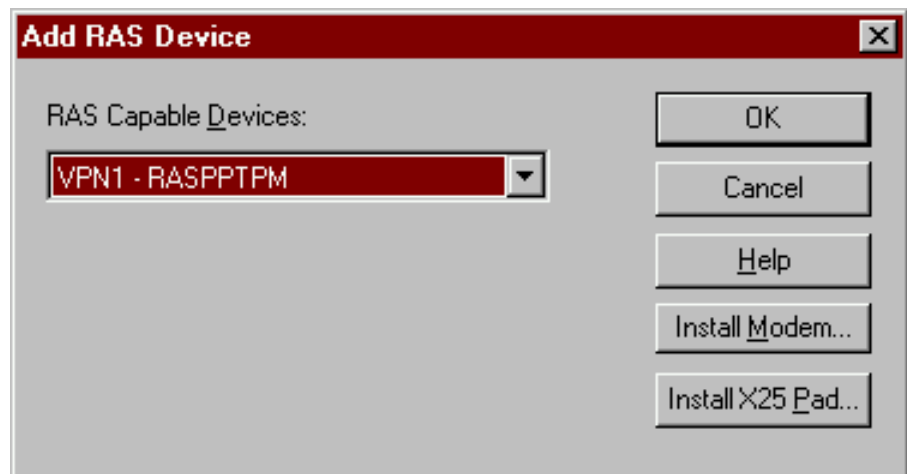 Add RAS Device
RAS Capable Devices:
VPN1 - RASPPTPM
OK
Cancel
Help
Install Modem...
Install X25 Pad...